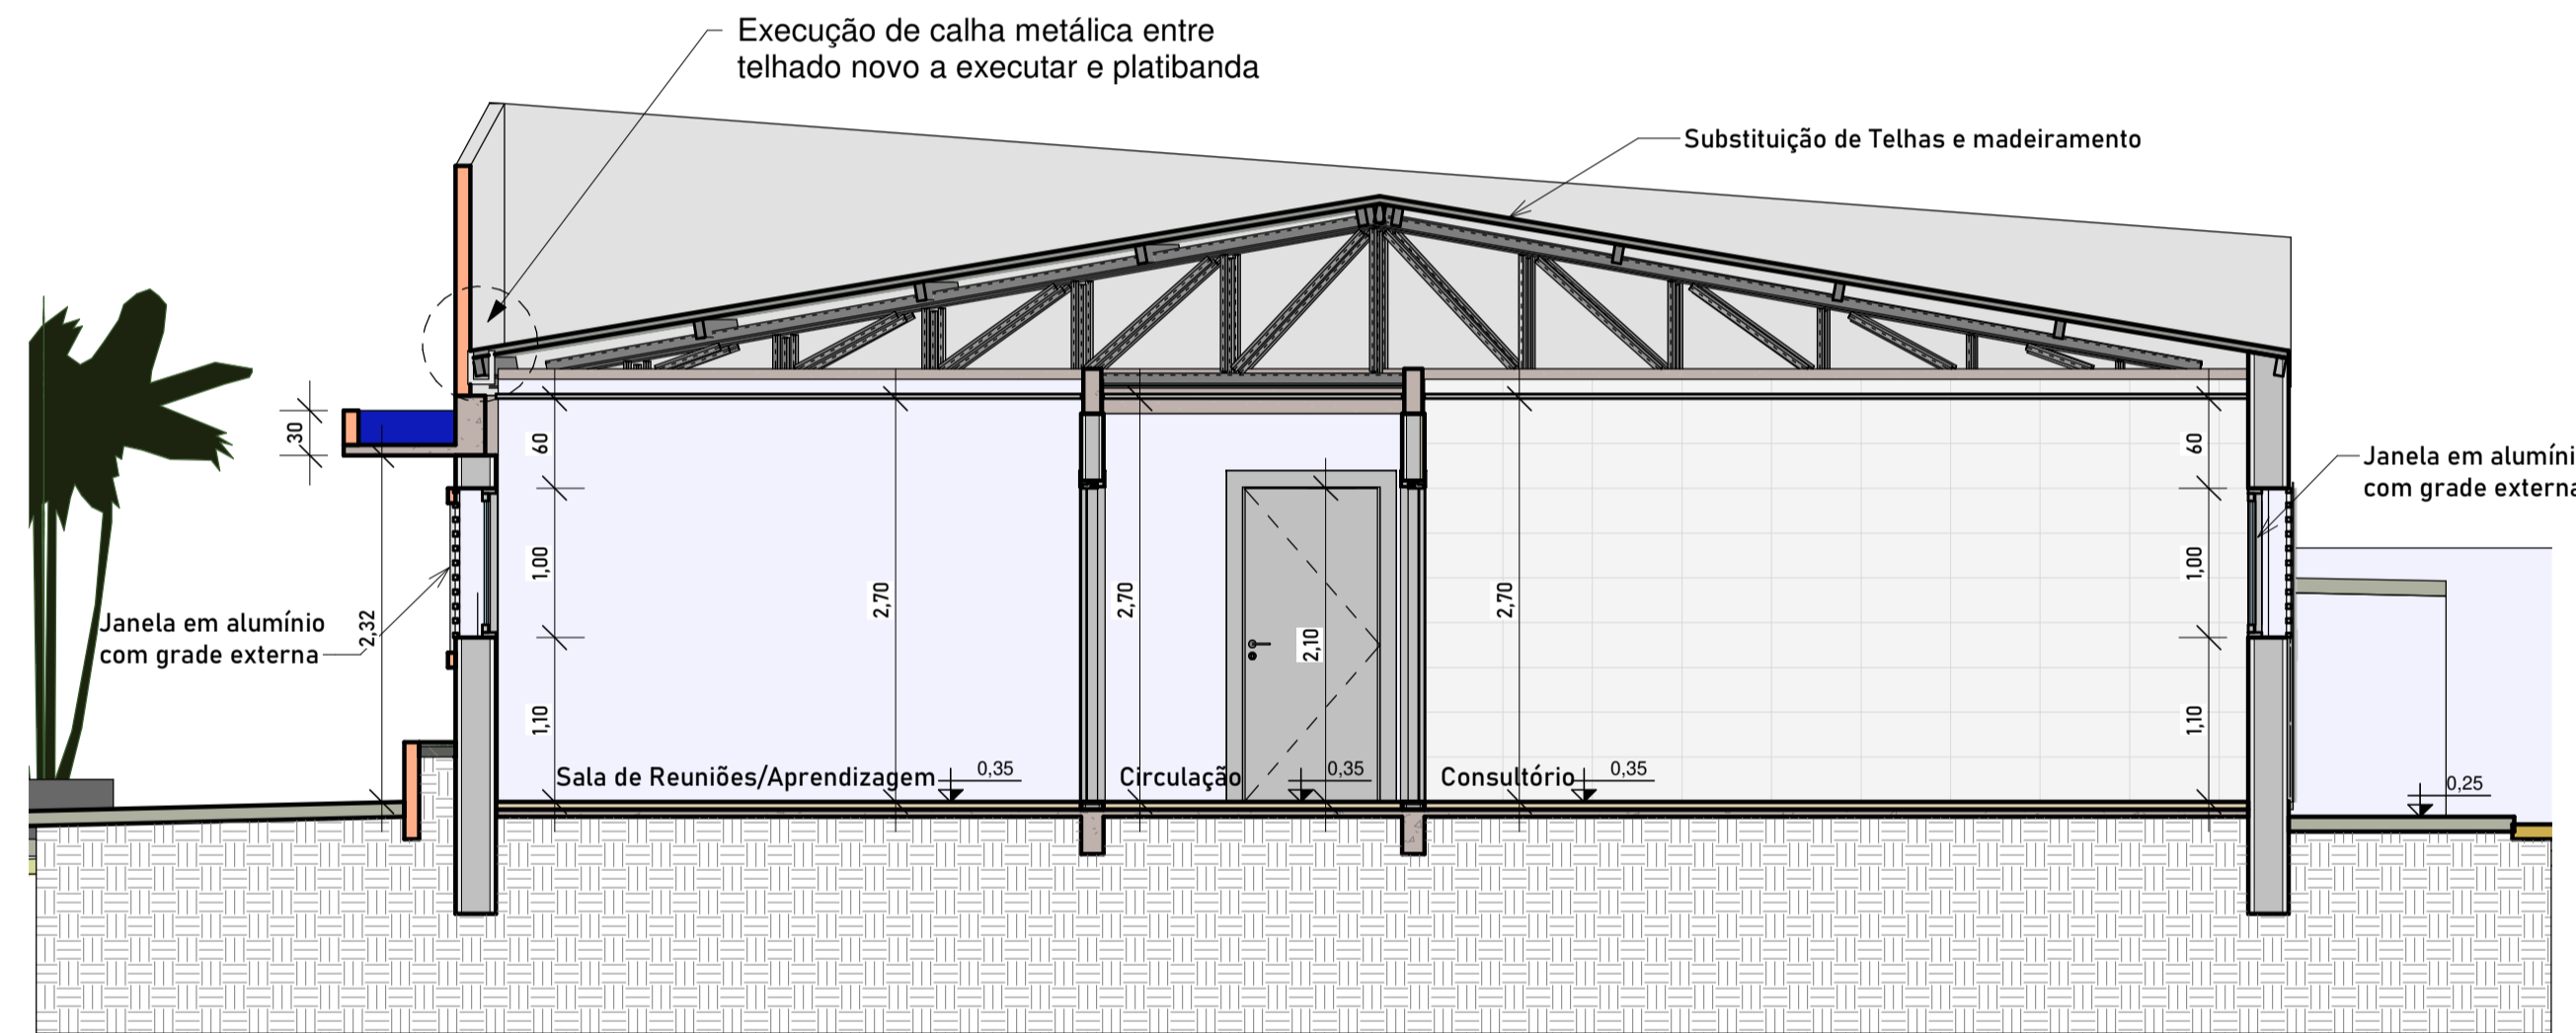 Execução de calha metálica entre
telhado novo a executar e platibanda
Substituição de Telhas e madeiramento
30
60
60
Janela em alumíni
com grade externa
1,00
2,70
2,70
2,10
2,70
1,00
Janela em alumínio
com grade externa
2,32
1,10
1,10
Sala de Reuniões/Aprendizagem
0,35
Circulação
0,35
Consultório
0,35
0,25